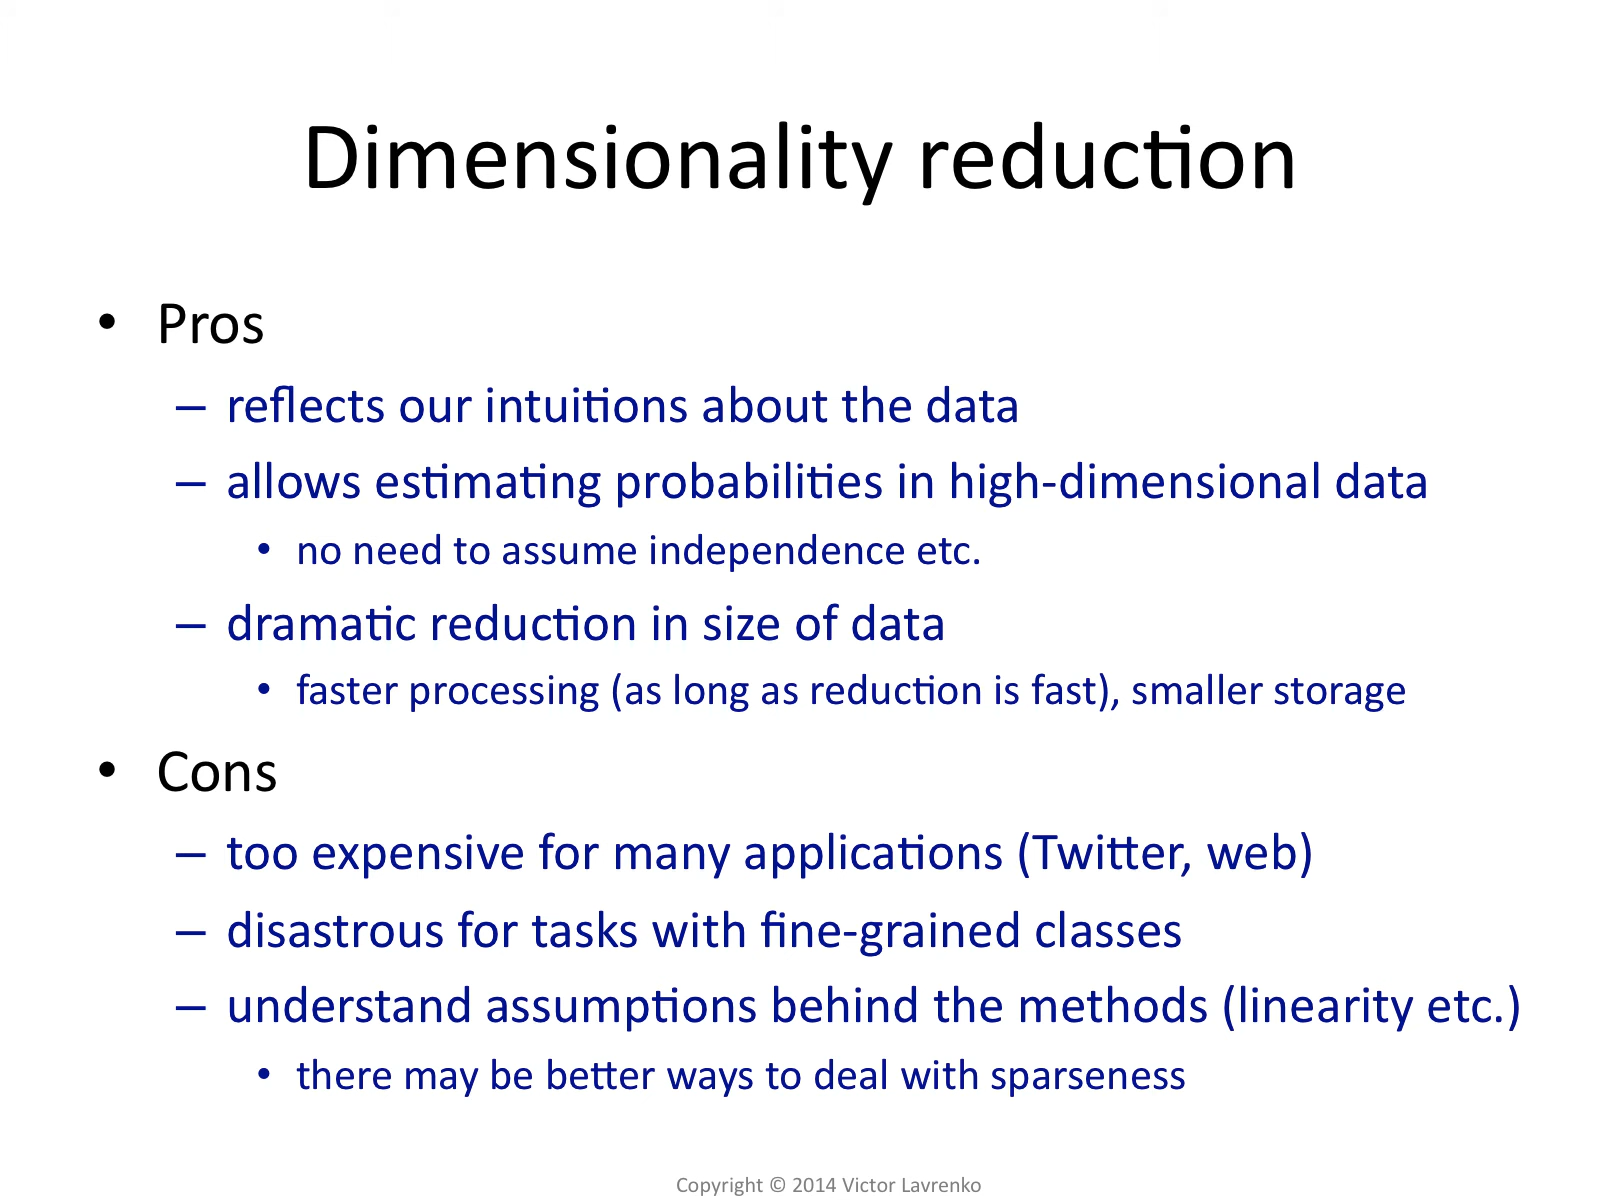 Dimensionality reduction
• Pros
– reflects our intuitions about the data
– allows estimating probabilities in high-dimensional data
• no need to assume independence etc.
– dramatic reduction in size of data
• faster processing (as long as reduction is fast), smaller storage
• Cons
– too expensive for many applications (Twitter, web)
– disastrous for tasks with fine-grained classes
– understand assumptions behind the methods (linearity etc.)
• there may be better ways to deal with sparseness
Copyright © 2014 Victor Lavrenko